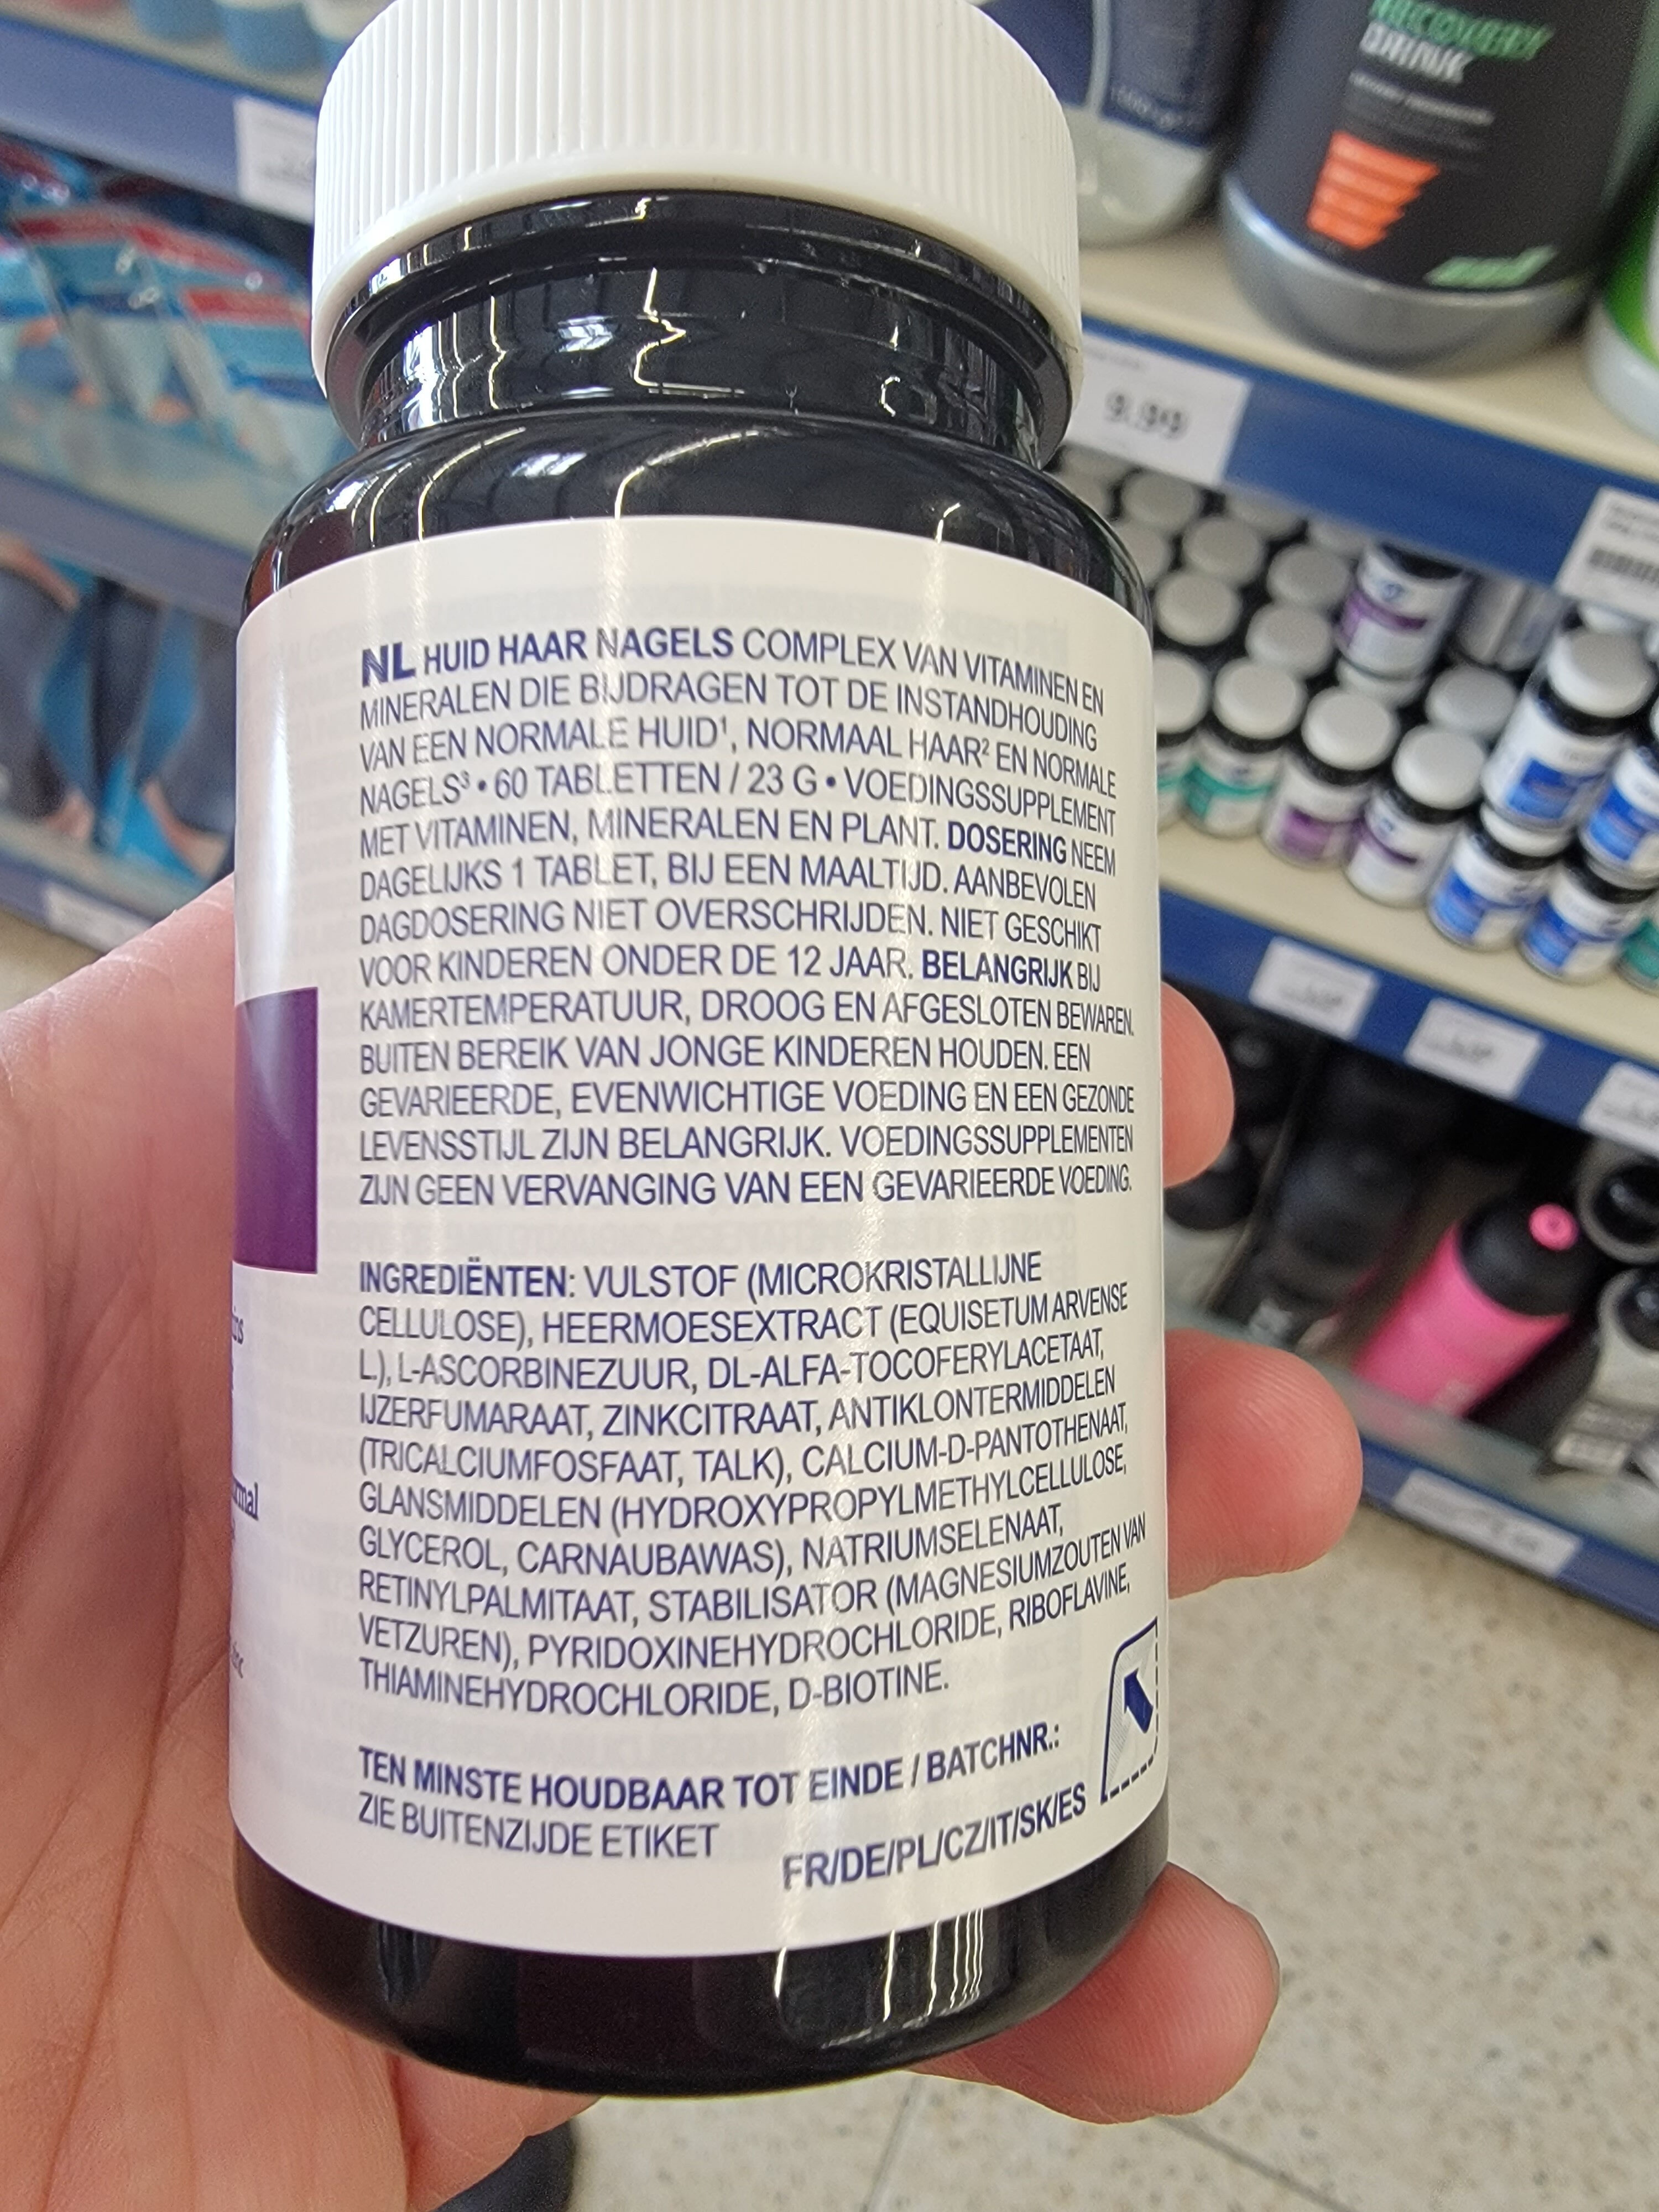 RECOVERY
DRINK
9.99
NL HUID HAAR NAGELS COMPLEX VAN VITAMINEN EN
MINERALEN DIE BIJDRAGEN TOT DE INSTANDHOUDING
VAN EEN NORMALE HUID¹, NORMAAL HAAR² EN NORMALE
NAGELS³ • 60 TABLETTEN / 23 G • VOEDINGSSUPPLEMENT
MET VITAMINEN, MINERALEN EN PLANT. DOSERING NEEM
DAGELIJKS 1 TABLET, BIJ EEN MAALTIJD. AANBEVOLEN
DAGDOSERING NIET OVERSCHRIJDEN. NIET GESCHIKT
VOOR KINDEREN ONDER DE 12 JAAR. BELANGRIJK BIJ
KAMERTEMPERATUUR, DROOG EN AFGESLOTEN BEWAREN.
BUITEN BEREIK VAN JONGE KINDEREN HOUDEN. EEN
GEVARIEERDE, EVENWICHTIGE VOEDING EN EEN GEZONDE
LEVENSSTIJL ZIJN BELANGRIJK. VOEDINGSSUPPLEMENTEN
ZIJN GEEN VERVANGING VAN EEN GEVARIEERDE VOEDING.
INGREDIËNTEN: VULSTOF (MICROKRISTALLIJNE
CELLULOSE), HEERMOESEXTRACT (EQUISETUM ARVENSE
L.), L-ASCORBINEZUUR, DL-ALFA-TOCOFERYLACETAAT,
IJZERFUMARAAT, ZINKCITRAAT, ANTIKLONTERMIDDELEN
(TRICALCIUMFOSFAAT, TALK), CALCIUM-D-PANTOTHENAAT,
GLANSMIDDELEN (HYDROXYPROPYLMETHYLCELLULOSE,
GLYCEROL, CARNAUBAWAS), NATRIUMSELENAAT,
RETINYLPALMITAAT, STABILISATOR (MAGNESIUMZOUTEN VAN
VETZUREN), PYRIDOXINEHYDROCHLORIDE, RIBOFLAVINE,
THIAMINEHYDROCHLORIDE, D-BIOTINE.
TEN MINSTE HOUDBAAR TOT EINDE / BATCHNR.:
ZIE BUITENZIJDE ETIKET
FR/DE/PL/CZ/IT/SK/ES